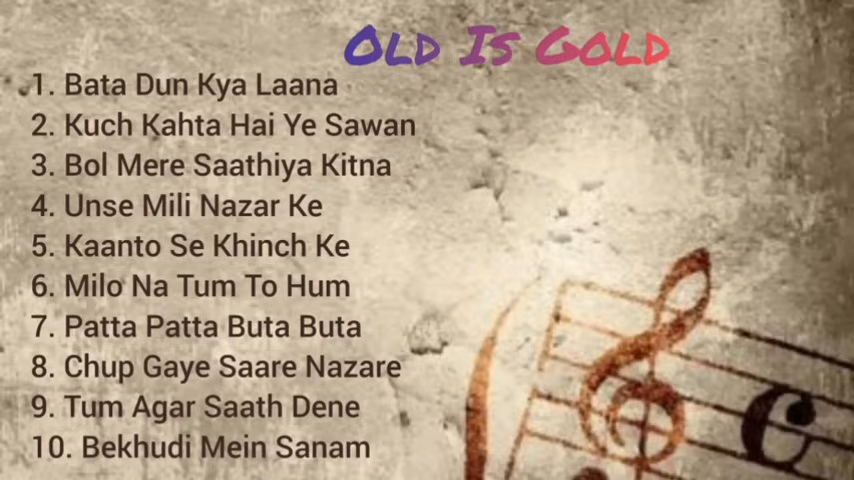 Old Is Gold
1. Bata Dun Kya Laana
2. Kuch Kahta Hai Ye Sawan
3. Bol Mere Saathiya Kitna
4. Unse Mili Nazar Ke
5. Kaanto Se Khinch Ke
6. Milo Na Tum To Hum
7. Patta Patta Buta Buta
8. Chup Gaye Saare Nazare
9. Tum Agar Saath Dene
10. Bekhudi Mein Sanam